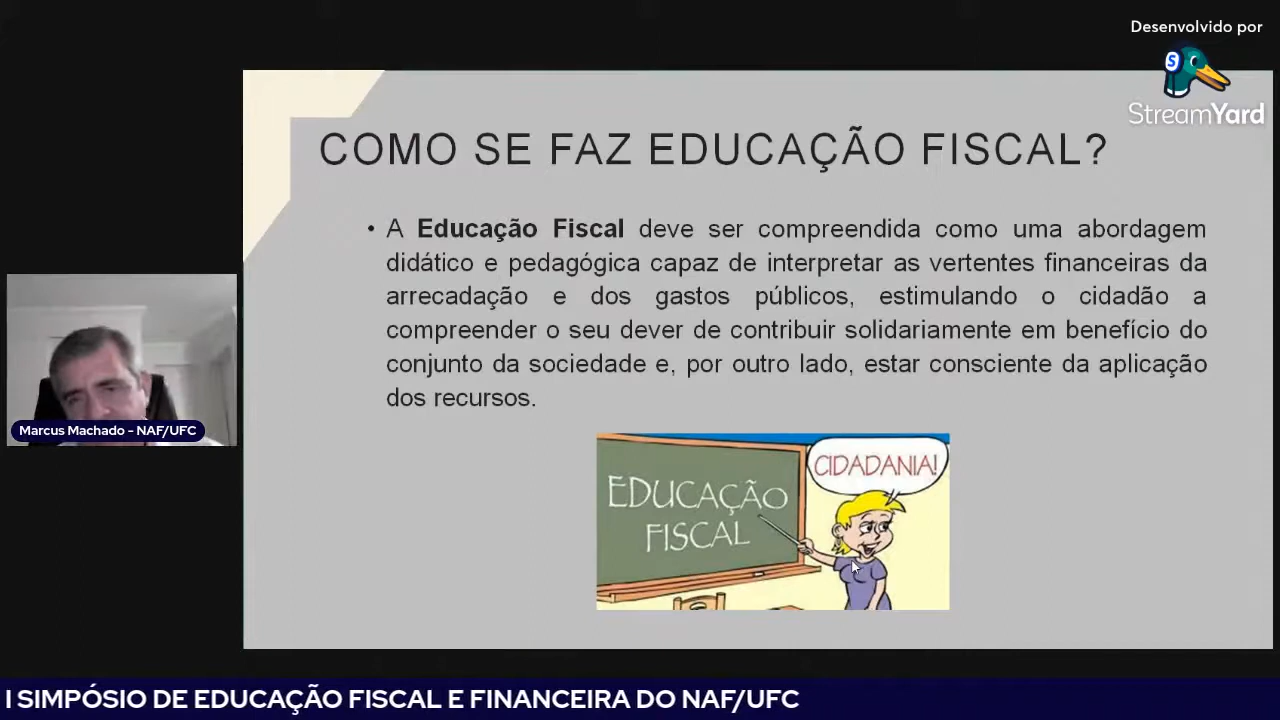 Desenvolvido por
StreamYard
COMO SE FAZ EDUCAÇÃO FISCAL?
• A Educação Fiscal deve ser compreendida como uma abordagem
didático e pedagógica capaz de interpretar as vertentes financeiras da
arrecadação e dos gastos públicos, estimulando o cidadão a
compreender o seu dever de contribuir solidariamente em benefício do
conjunto da sociedade e, por outro lado, estar consciente da aplicação
dos recursos.
CIDADANIA!
EDUCAÇÃO
FISCAL
Marcus Machado - NAF/UFC
I SIMPÓSIO DE EDUCAÇÃO FISCAL E FINANCEIRA DO NAF/UFC